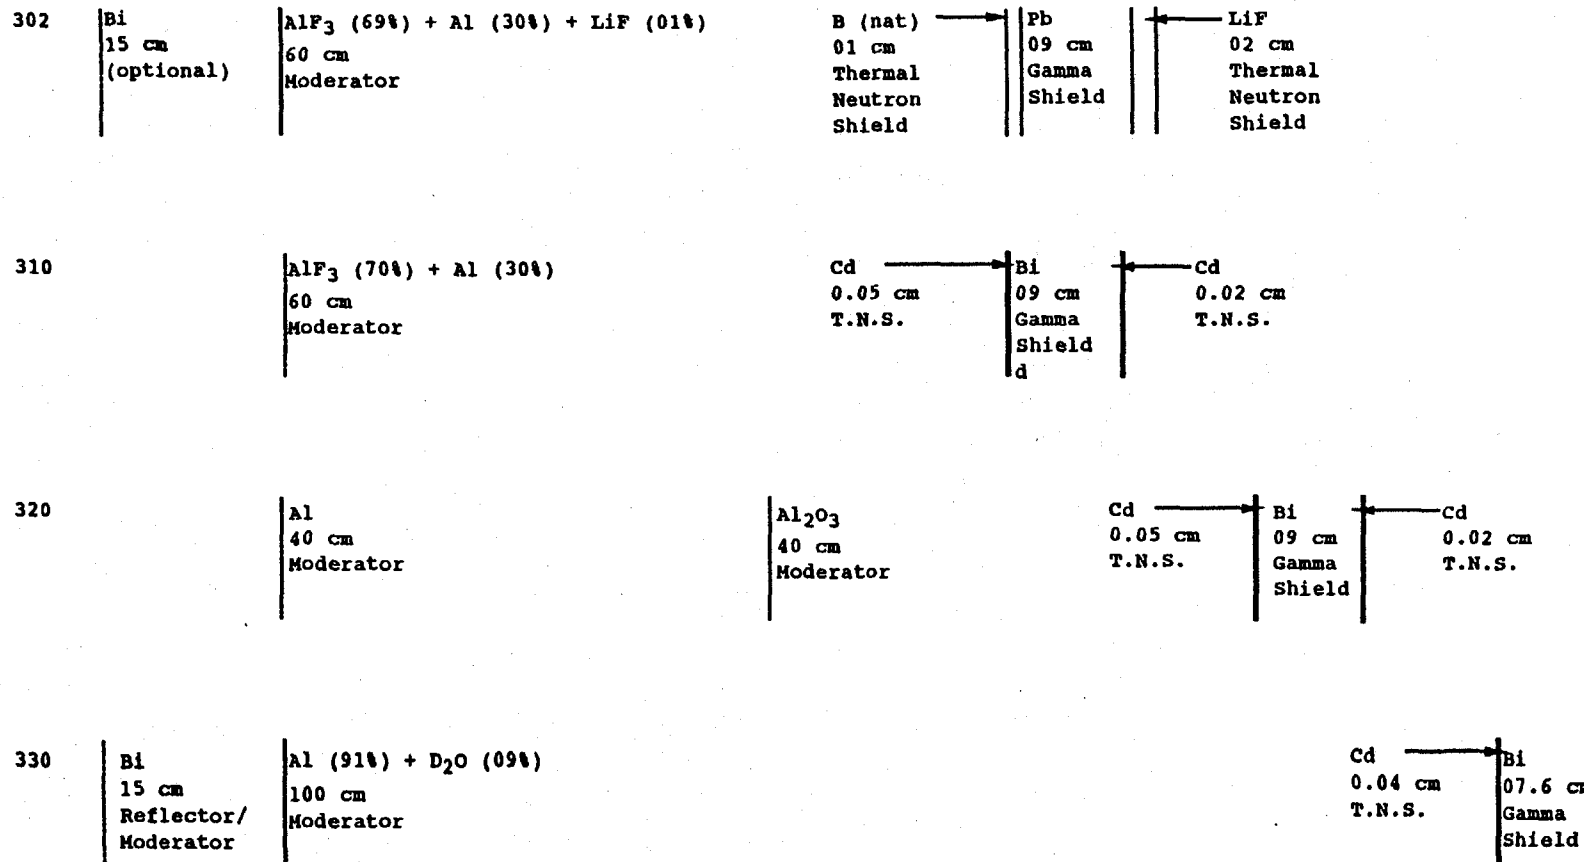 302
Bi
15 cm
(optional)
AlF3 (69%) + Al (30%) + LiF (01%)
60 cm
Moderator
B (nat)
01 cm
Thermal
Neutron
Shield
Pb
09 cm
Gamma
Shield
LiF
02 cm
Thermal
Neutron
Shield
310
AlF3 (70%) + Al (30%)
60 cm
Moderator
Cd
0.05 cm
T.N.S.
Bi
09 cm
Gamma
Shield
d
Cd
0.02 cm
T.N.S.
320
Al
40 cm
Moderator
Al2O3
40 cm
Moderator
Cd
0.05 cm
T.N.S.
Bi
09 cm
Gamma
Shield
Cd
0.02 cm
T.N.S.
330
Bi
15 cm
Reflector/
Moderator
Al (91%) + D2O (09%)
100 cm
Moderator
Cd
0.04 cm
T.N.S.
Bi
07.6 cm
Gamma
Shield